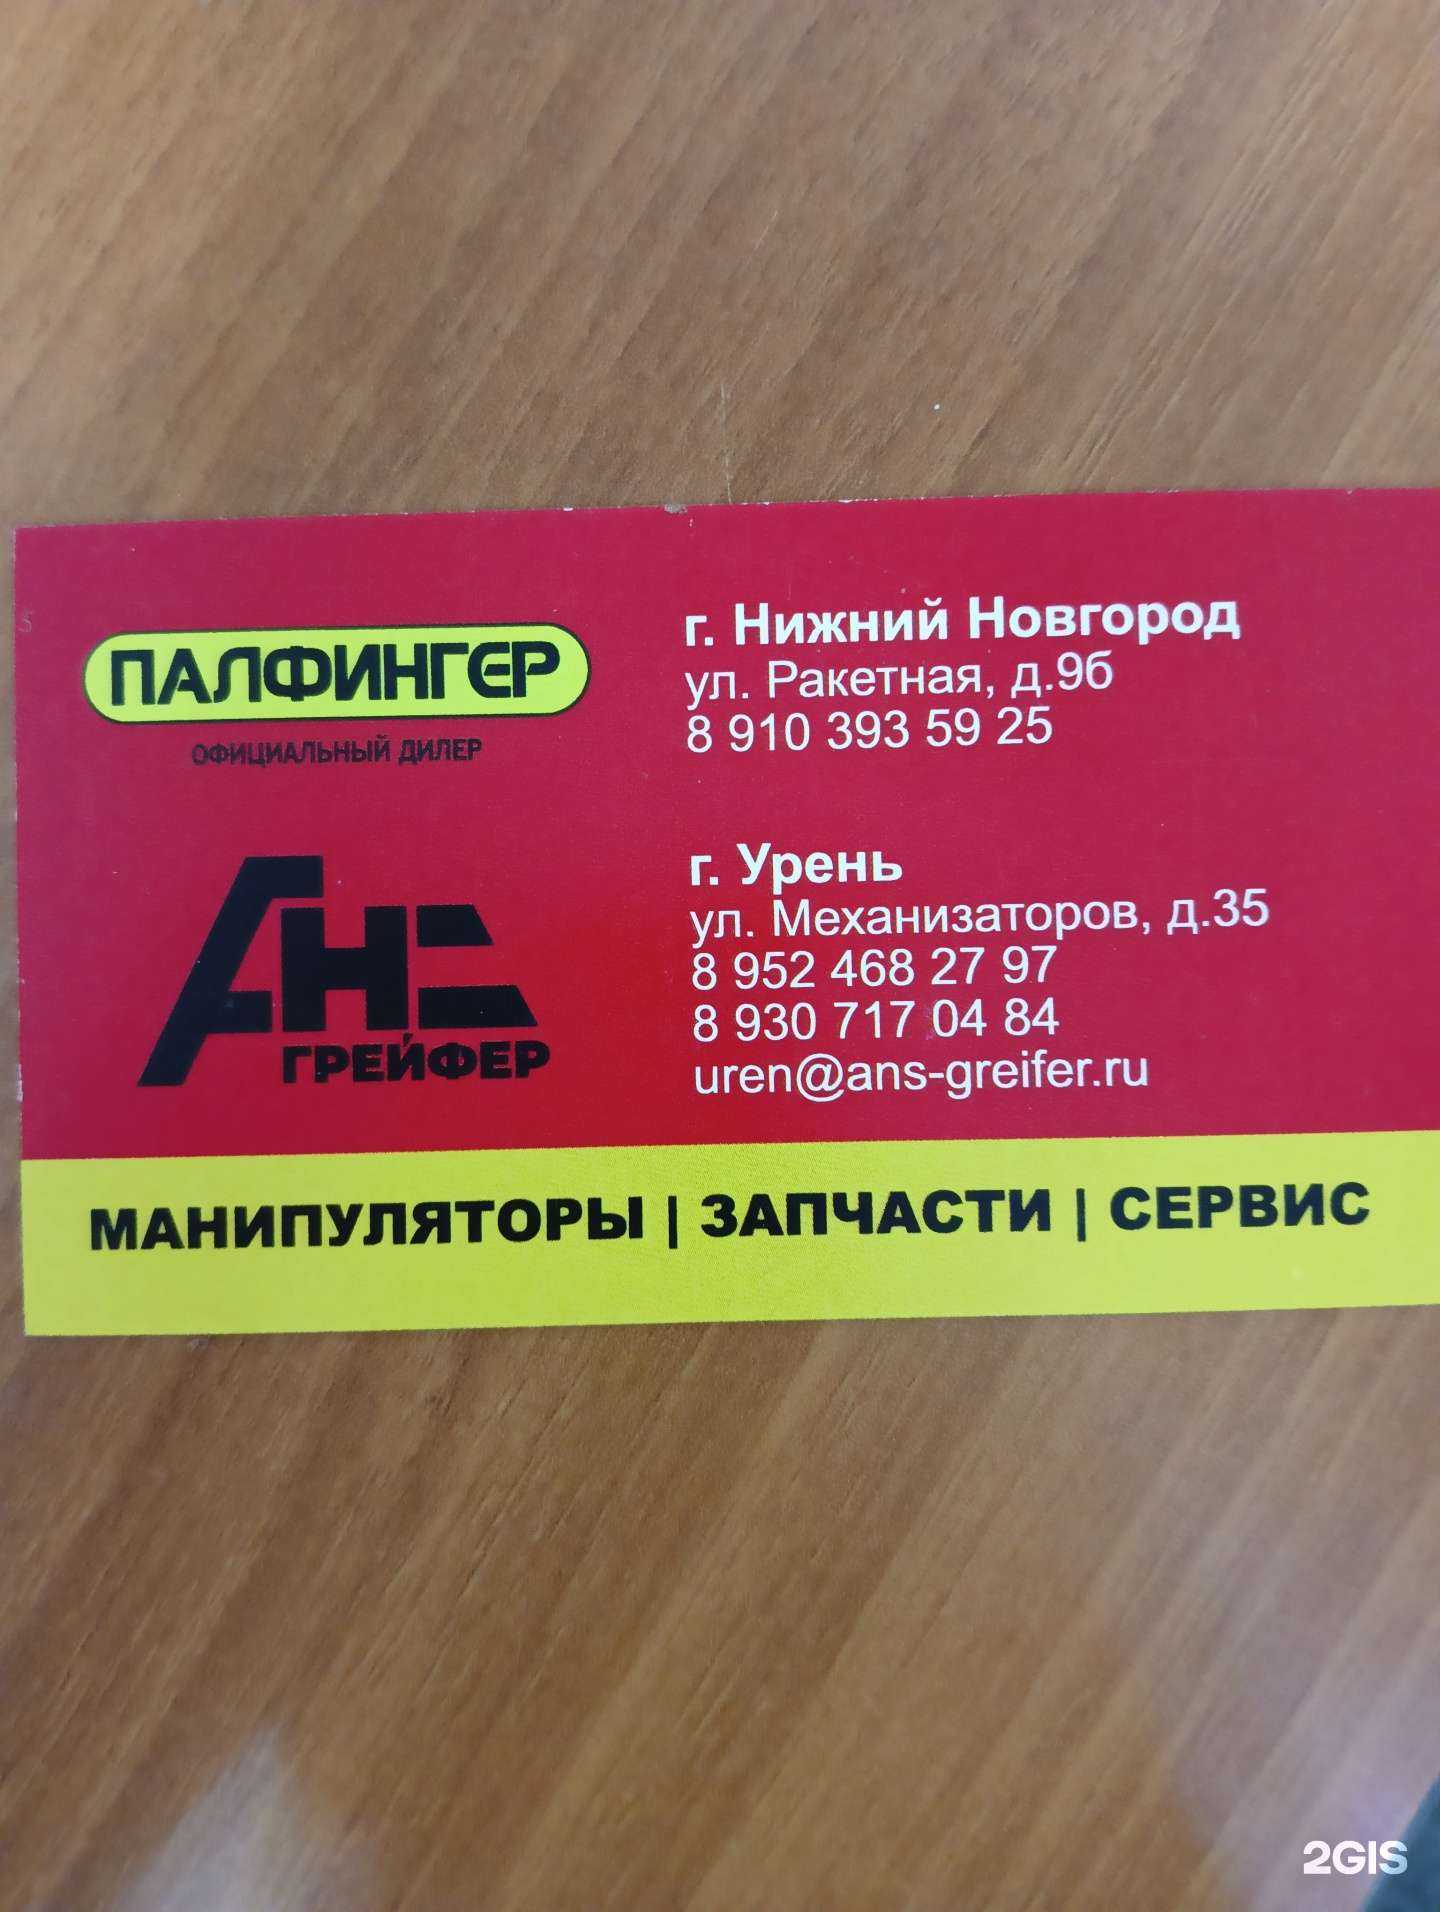 ПАЛФИНГЕР
ОФИЦИАЛЬНЫЙ ДИЛЕР
АНС
ГРЕЙФЕР
г. Нижний Новгород
ул. Ракетная, д.9б
8 910 393 59 25
г. Урень
ул. Механизаторов, д.35
8 952 468 27 97
8 930 717 04 84
uren@ans-greifer.ru
МАНИПУЛЯТОРЫ | ЗАПЧАСТИ | СЕРВИС
2GIS